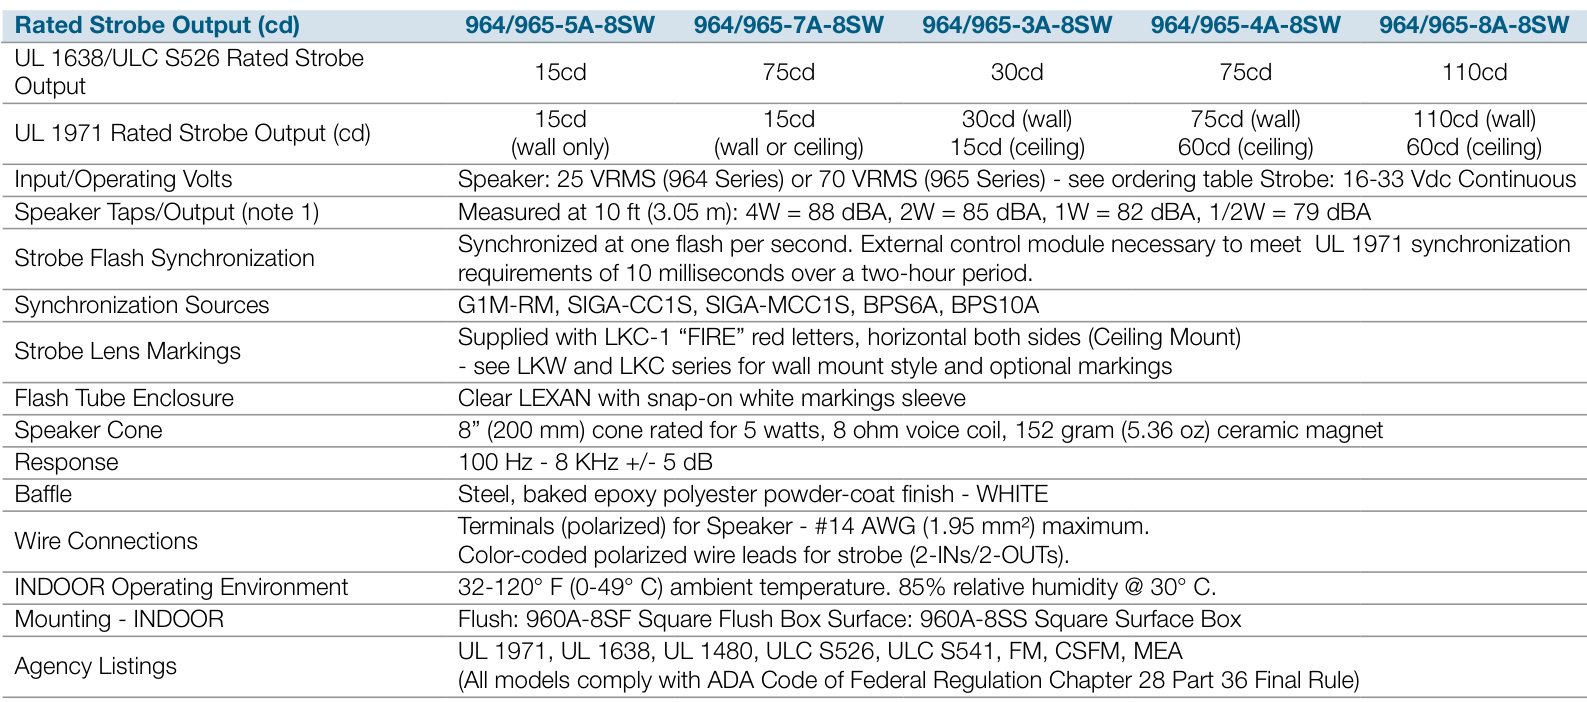 Rated Strobe Output (cd) 964/965-5A-8SW 964/965-7A-8SW 964/965-3A-8SW 964/965-4A-8SW 964/965-8A-8SW
UL 1638/ULC S526 Rated Strobe
Output
15cd 75cd 30cd 75cd 110cd
UL 1971 Rated Strobe Output (cd)
15cd 15cd 30cd (wall) 75cd (wall) 110cd (wall)
(wall only) (wall or ceiling) 15cd (ceiling) 60cd (ceiling) 60cd (ceiling)
Input/Operating Volts Speaker: 25 VRMS (964 Series) or 70 VRMS (965 Series) - see ordering table Strobe: 16-33 Vdc Continuous
Speaker Taps/Output (note 1) Measured at 10 ft (3.05 m): 4W = 88 dBA, 2W = 85 dBA, 1W = 82 dBA, 1/2W = 79 dBA
Strobe Flash Synchronization
Synchronized at one flash per second. External control module necessary to meet UL 1971 synchronization
requirements of 10 milliseconds over a two-hour period.
Synchronization Sources G1M-RM, SIGA-CC1S, SIGA-MCC1S, BPS6A, BPS10A
Strobe Lens Markings
Supplied with LKC-1 “FIRE” red letters, horizontal both sides (Ceiling Mount)
- see LKW and LKC series for wall mount style and optional markings
Flash Tube Enclosure Clear LEXAN with snap-on white markings sleeve
Speaker Cone 8” (200 mm) cone rated for 5 watts, 8 ohm voice coil, 152 gram (5.36 oz) ceramic magnet
Response 100 Hz - 8 KHz +/- 5 dB
Baffle Steel, baked epoxy polyester powder-coat finish - WHITE
Wire Connections
Terminals (polarized) for Speaker - #14 AWG (1.95 mm²) maximum.
Color-coded polarized wire leads for strobe (2-INs/2-OUTs).
INDOOR Operating Environment 32-120° F (0-49° C) ambient temperature. 85% relative humidity @ 30° C.
Mounting - INDOOR Flush: 960A-8SF Square Flush Box Surface: 960A-8SS Square Surface Box
Agency Listings
UL 1971, UL 1638, UL 1480, ULC S526, ULC S541, FM, CSFM, MEA
(All models comply with ADA Code of Federal Regulation Chapter 28 Part 36 Final Rule)